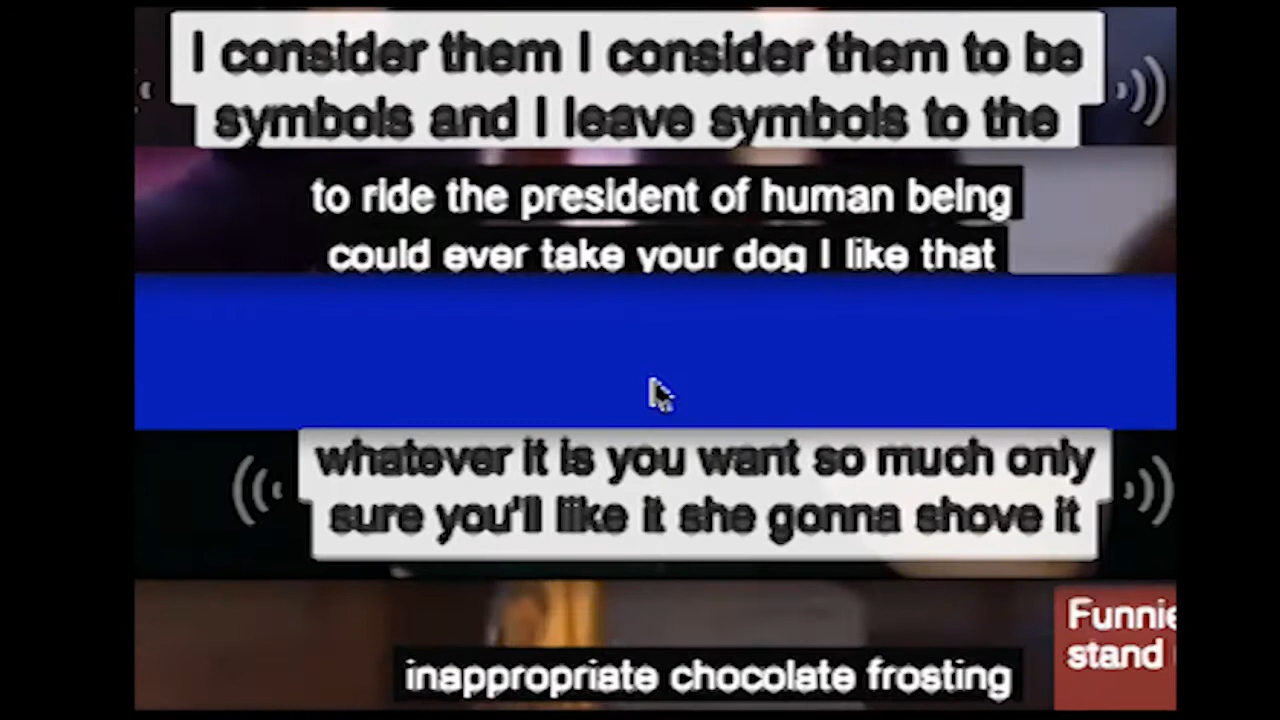 I consider them I consider them to be
symbols and I leave symbols to the
to ride the president of human being
could ever take your dog I like that
whatever it is you want so much only
sure you'll like it she gonna shove it
Funnie
stand
inappropriate chocolate frosting